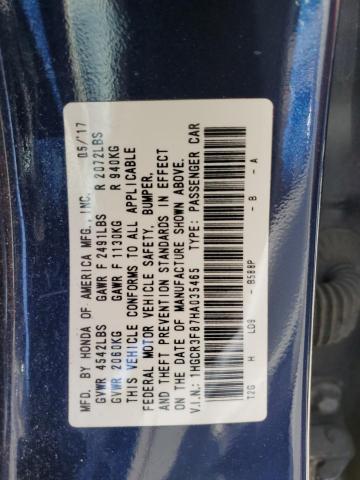 MFD. BY HONDA OF AMERICA MFG., INC. 05/'17
GVWR 4542LBS GAWR F 2491LBS R 2072LBS
GVWR 2060KG GAWR F 1130KG R 940KG
THIS VEHICLE CONFORMS TO ALL APPLICABLE
FEDERAL MOTOR VEHICLE SAFETY, BUMPER,
AND THEFT PREVENTION STANDARDS IN EFFECT
ON THE DATE OF MANUFACTURE SHOWN ABOVE.
V.I.N.: 1HGCR3F87HA035465 TYPE: PASSENGER CAR
T2G H LD9 - B588P - B - A